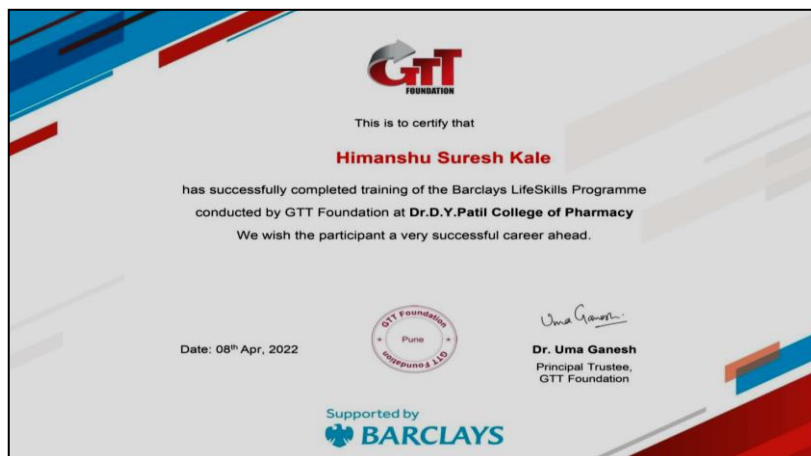 GTT
FOUNDATION
This is to certify that
Himanshu Suresh Kale
has successfully completed training of the Barclays LifeSkills Programme
conducted by GTT Foundation at Dr.D.Y.Patil College of Pharmacy
We wish the participant a very successful career ahead.
Date: 08th Apr, 2022
GTT Foundation
Pune
GTT Foundation
Uma Ganesh.
Dr. Uma Ganesh
Principal Trustee,
GTT Foundation
Supported by
BARCLAYS